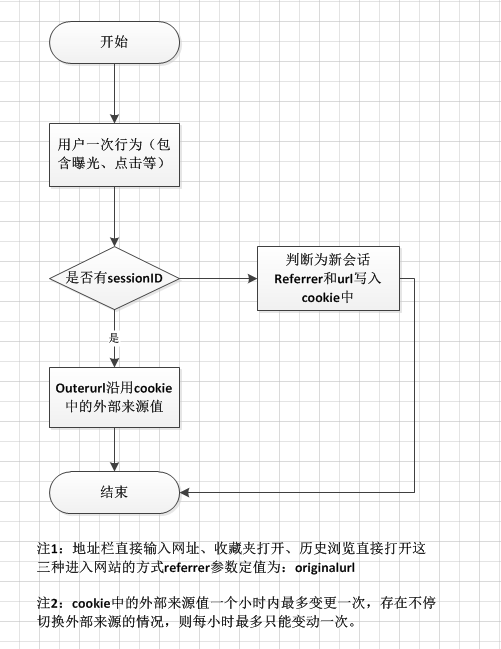 开始
用户一次行为（包
含曝光、点击等）
是否有sessionID
判断为新会话
Referrer和url写入
cookie中
是
Outerurl沿用cookie
中的外部来源值
结束
注1：地址栏直接输入网址、收藏夹打开、历史浏览直接打开这
三种进入网站的方式referrer参数定值为：originalurl
注2：cookie中的外部来源值一个小时内最多变更一次，存在不停
切换外部来源的情况，则每小时最多只能变动一次。